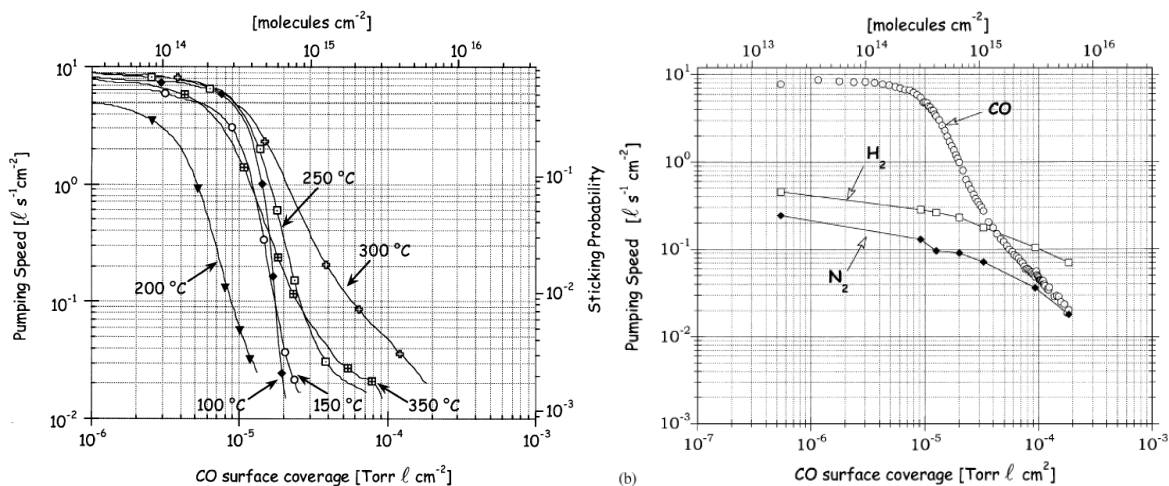 [molecules cm⁻²]
10¹⁴ 10¹⁵ 10¹⁶
10¹
10⁰
10⁻¹
10⁻²
Pumping Speed [ℓ s⁻¹cm⁻²]
10⁻¹
10⁻²
10⁻³
Sticking Probability
250 °C
300 °C
200 °C
100 °C
150 °C
350 °C
10⁻⁶ 10⁻⁵ 10⁻⁴ 10⁻³
CO surface coverage [Torr ℓ cm⁻²]
(b)
[molecules cm⁻²]
10¹³ 10¹⁴ 10¹⁵ 10¹⁶
10¹
10⁰
10⁻¹
10⁻²
10⁻³
Pumping Speed [ℓ s⁻¹ cm⁻²]
CO
H₂
N₂
10⁻⁷ 10⁻⁶ 10⁻⁵ 10⁻⁴ 10⁻³
CO surface coverage [Torr ℓ cm²]